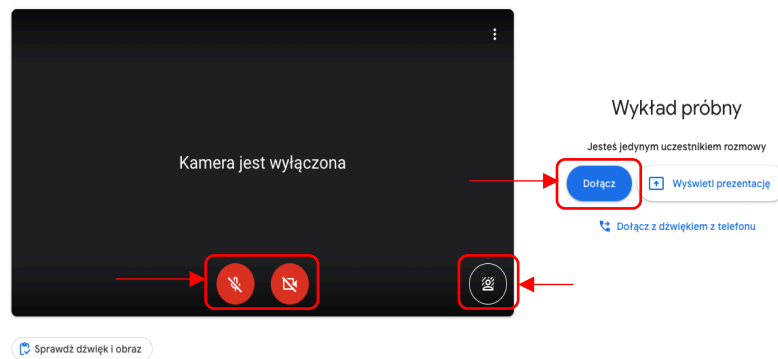 Kamera jest wyłączona
Wykład próbny
Jesteś jedynym uczestnikiem rozmowy
Dołącz
Wyświetl prezentację
Dołącz z dźwiękiem z telefonu
Sprawdź dźwięk i obraz